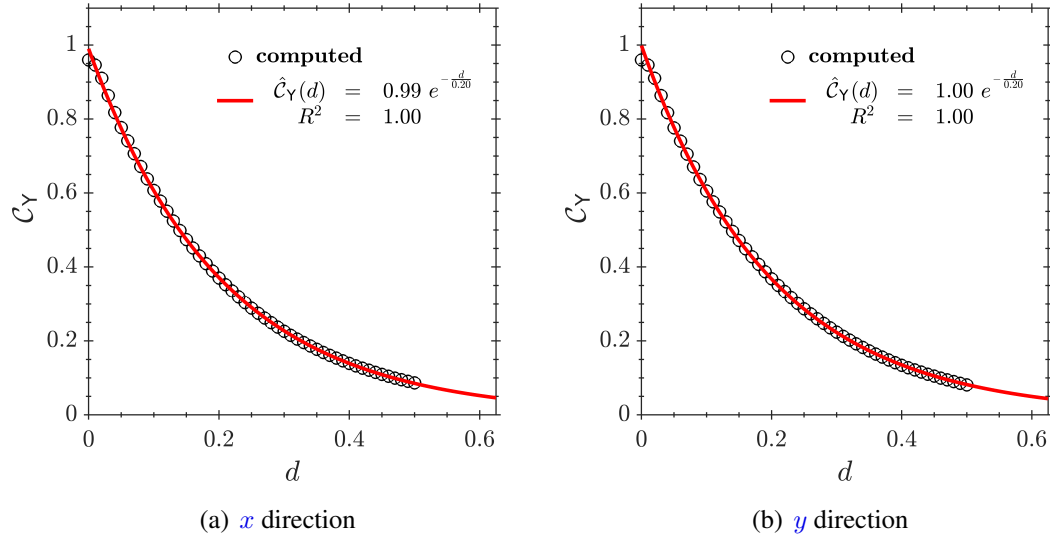 1
0.8
0.6
0.4
0.2
0
0 0.2 0.4 0.6
𝒞_Y
d
computed
𝒞̂_Y(d) = 0.99 e^{-d/0.20}
R² = 1.00
(a) x direction
1
0.8
0.6
0.4
0.2
0
0 0.2 0.4 0.6
𝒞_Y
d
computed
𝒞̂_Y(d) = 1.00 e^{-d/0.20}
R² = 1.00
(b) y direction